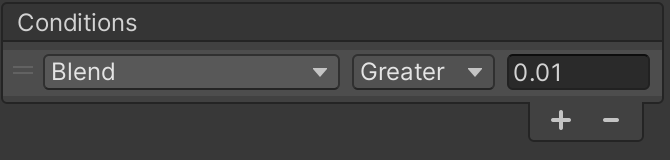 Conditions
Blend Greater 0.01
+ -